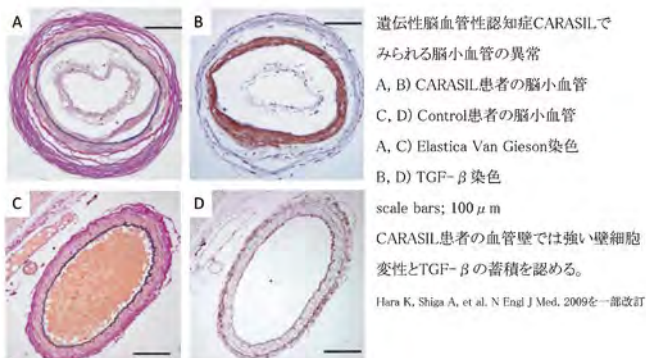 A
B
C
D
遺伝性脳血管性認知症CARASILで
みられる脳小血管の異常
A, B) CARASIL患者の脳小血管
C, D) Control患者の脳小血管
A, C) Elastica Van Gieson染色
B, D) TGF-β染色
scale bars; 100μm
CARASIL患者の血管壁では強い壁細胞
変性とTGF-βの蓄積を認める。
Hara K, Shiga A, et al. N Engl J Med. 2009を一部改訂